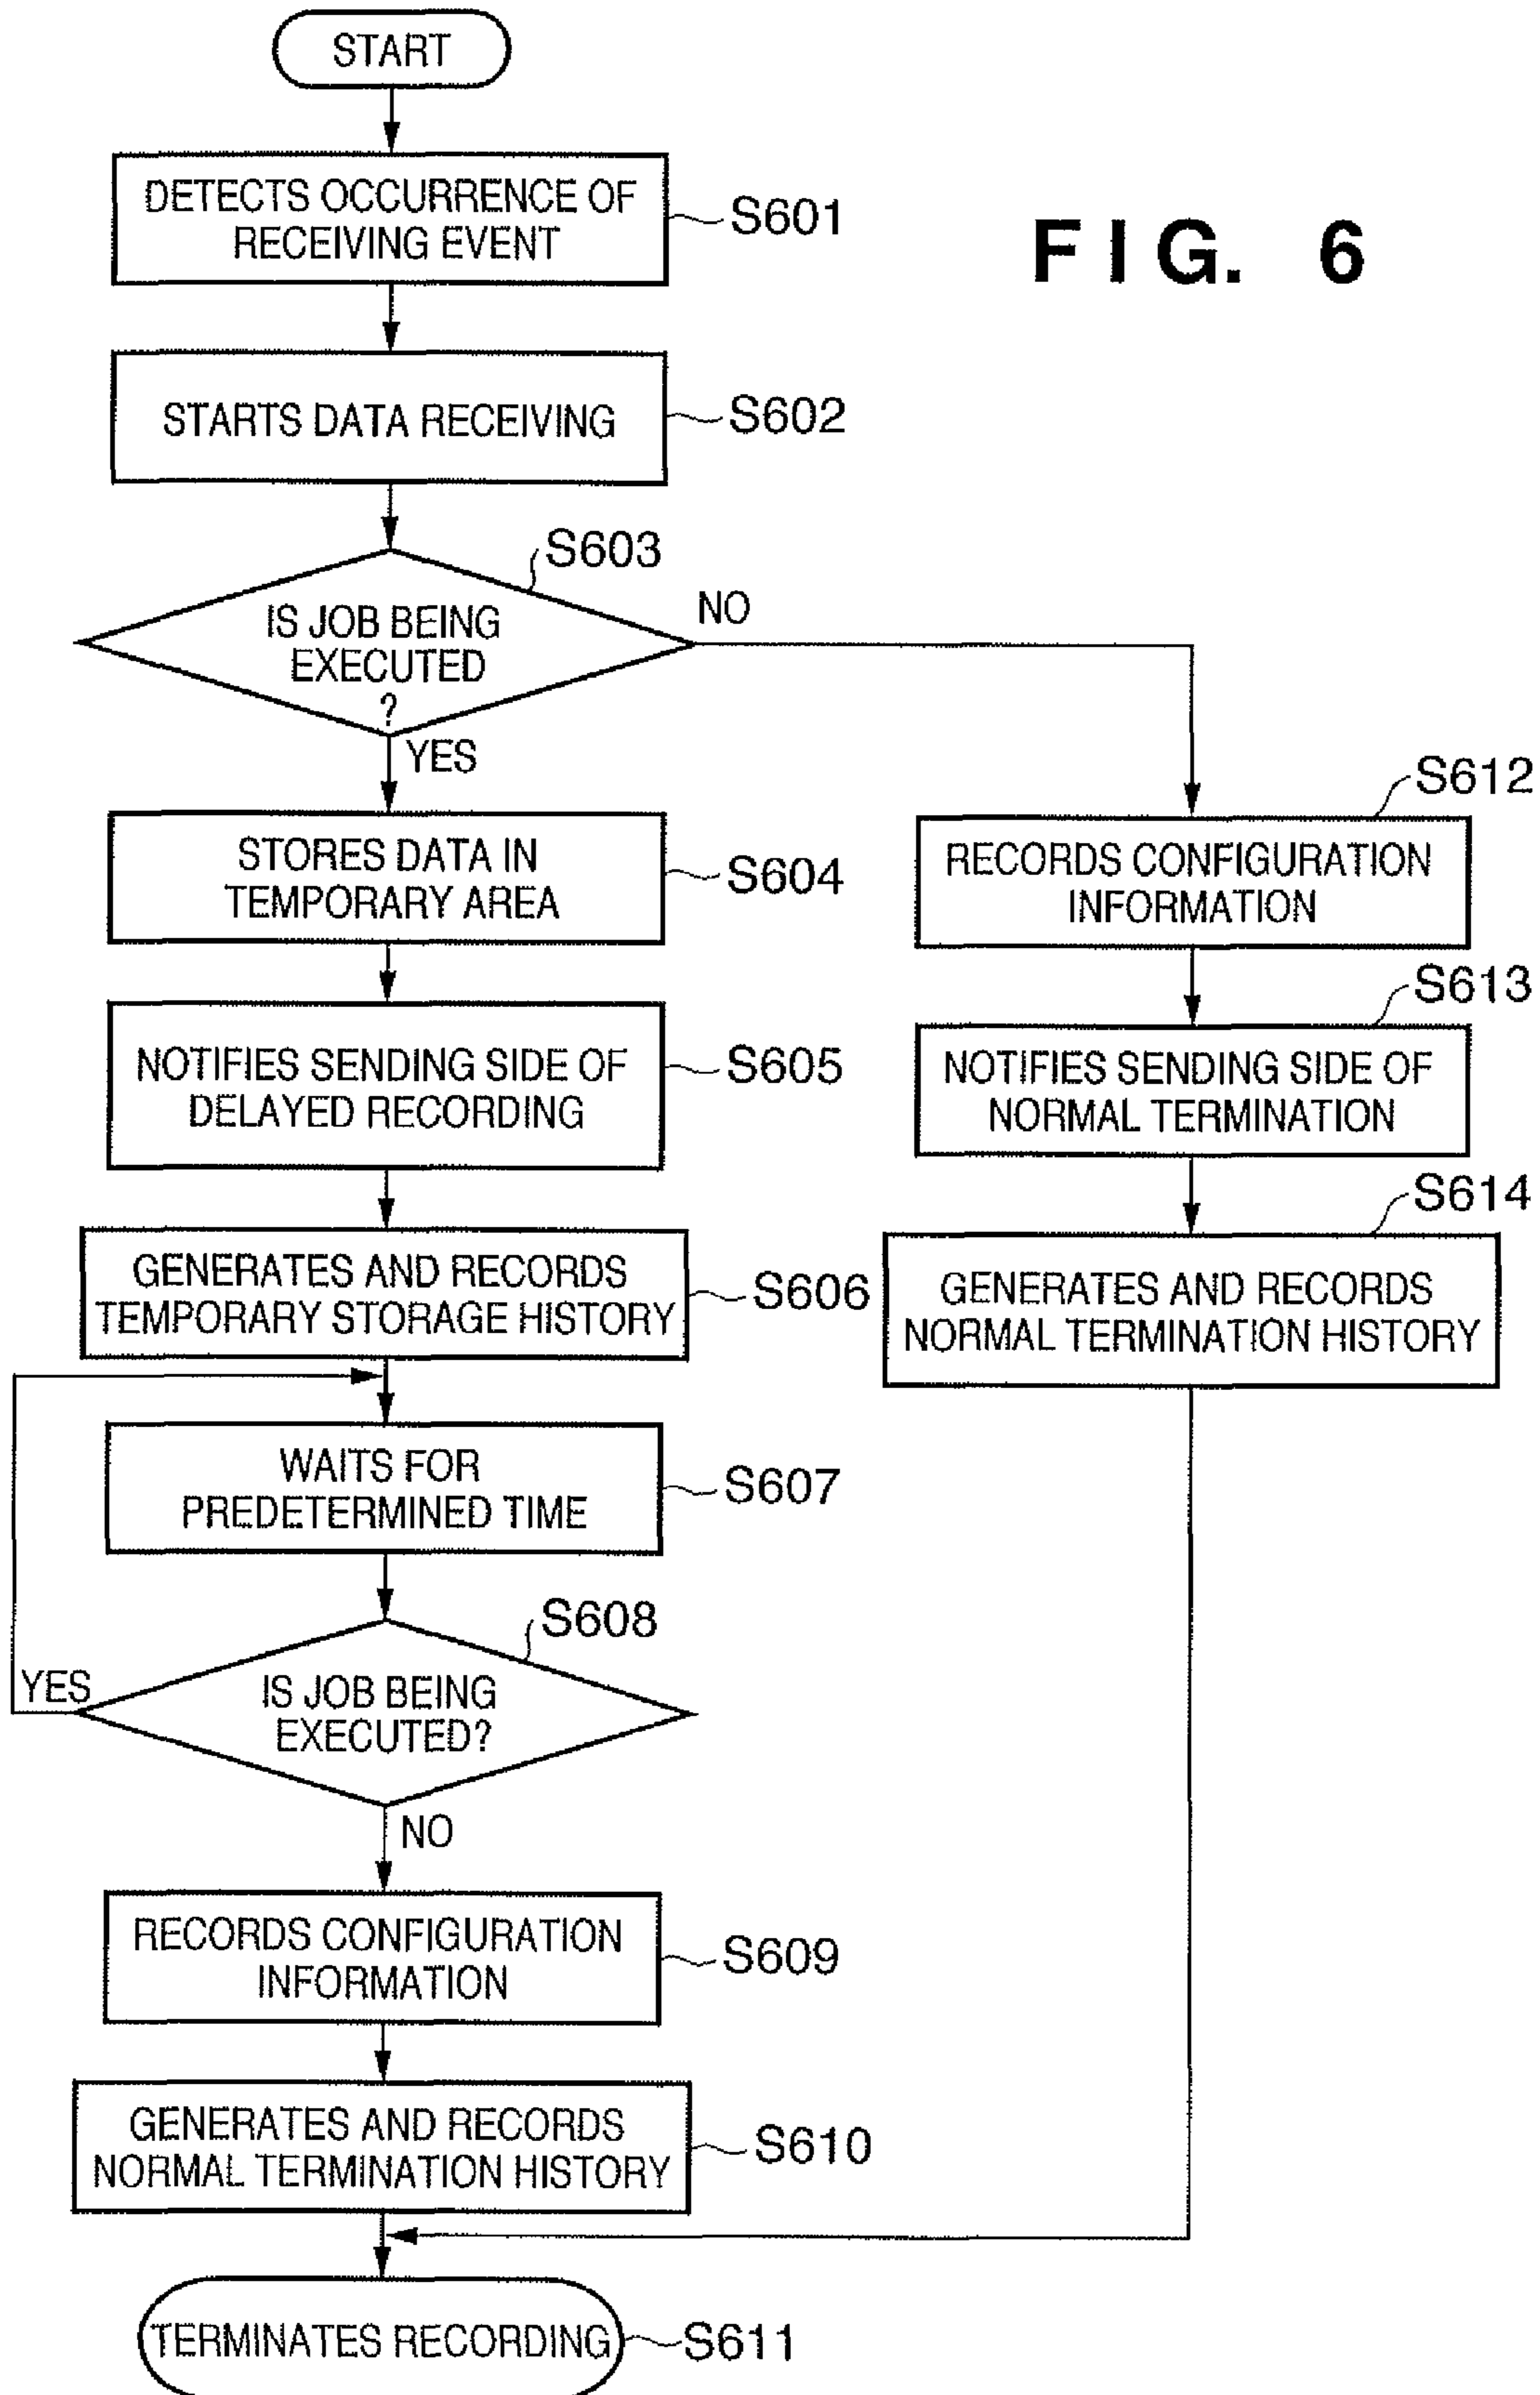 START
DETECTS OCCURRENCE OF
RECEIVING EVENT
S601
FIG. 6
STARTS DATA RECEIVING
S602
S603
IS JOB BEING
EXECUTED
?
NO
YES
STORES DATA IN
TEMPORARY AREA
S604
NOTIFIES SENDING SIDE OF
DELAYED RECORDING
S605
GENERATES AND RECORDS
TEMPORARY STORAGE HISTORY
S606
WAITS FOR
PREDETERMINED TIME
S607
S608
IS JOB BEING
EXECUTED?
YES
NO
RECORDS CONFIGURATION
INFORMATION
S609
GENERATES AND RECORDS
NORMAL TERMINATION HISTORY
S610
TERMINATES RECORDING
S611
S612
RECORDS CONFIGURATION
INFORMATION
S613
NOTIFIES SENDING SIDE OF
NORMAL TERMINATION
S614
GENERATES AND RECORDS
NORMAL TERMINATION HISTORY